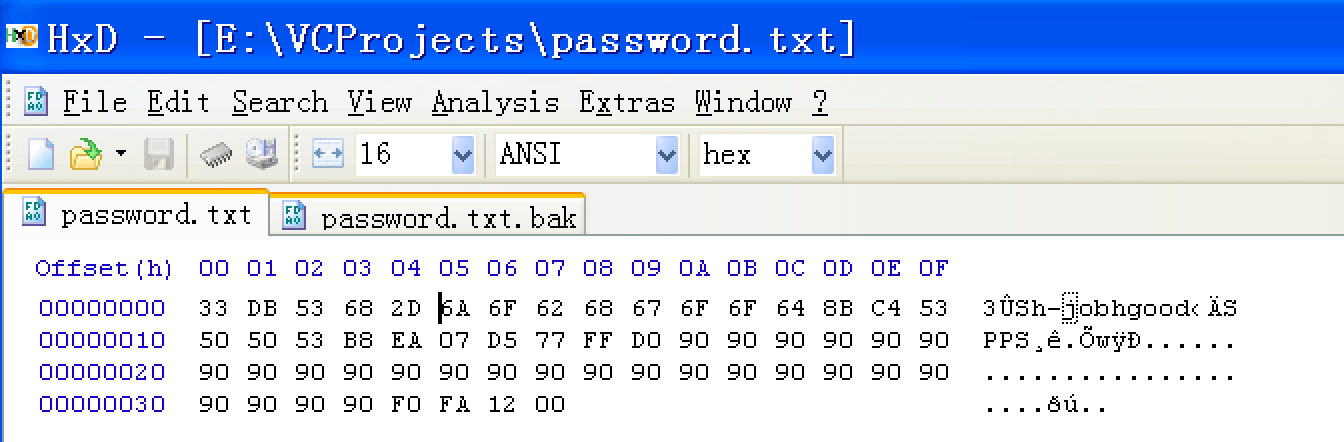 HxD - [E:\VCProjects\password.txt]
File Edit Search View Analysis Extras Window ?
16 ANSI hex
password.txt password.txt.bak
Offset(h) 00 01 02 03 04 05 06 07 08 09 0A 0B 0C 0D 0E 0F
00000000 33 DB 53 68 2D 6A 6F 62 68 67 6F 6F 64 8B C4 53 3ÛSh-jobhgood‹ÄS
00000010 50 50 53 B8 EA 07 D5 77 FF D0 90 90 90 90 90 90 PPS¸ê.ÕwÿÐ......
00000020 90 90 90 90 90 90 90 90 90 90 90 90 90 90 90 90 ................
00000030 90 90 90 90 F0 FA 12 00 ....ðú..